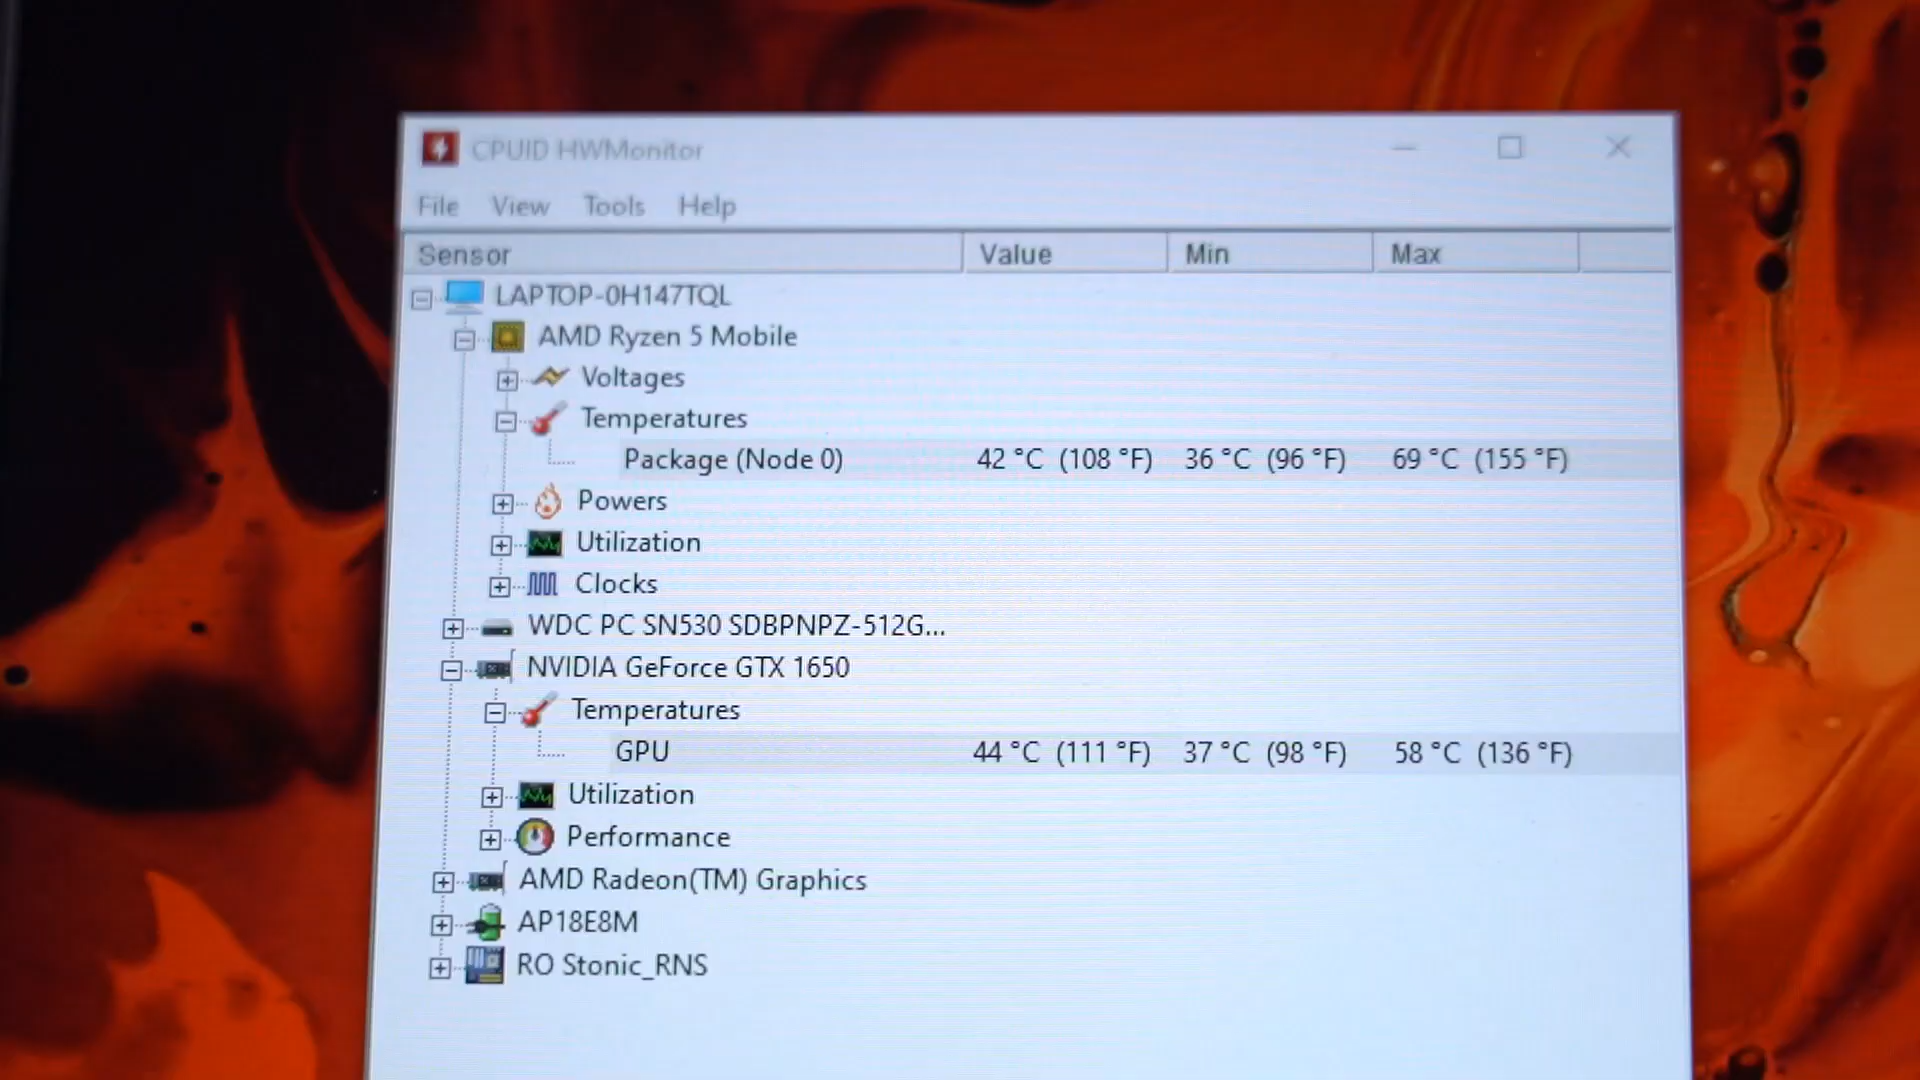 CPUID HWMonitor
File View Tools Help
Sensor Value Min Max
LAPTOP-0H147TQL
AMD Ryzen 5 Mobile
Voltages
Temperatures
Package (Node 0) 42 °C (108 °F) 36 °C (96 °F) 69 °C (155 °F)
Powers
Utilization
Clocks
WDC PC SN530 SDBPNPZ-512G...
NVIDIA GeForce GTX 1650
Temperatures
GPU 44 °C (111 °F) 37 °C (98 °F) 58 °C (136 °F)
Utilization
Performance
AMD Radeon(TM) Graphics
AP18E8M
RO Stonic_RNS